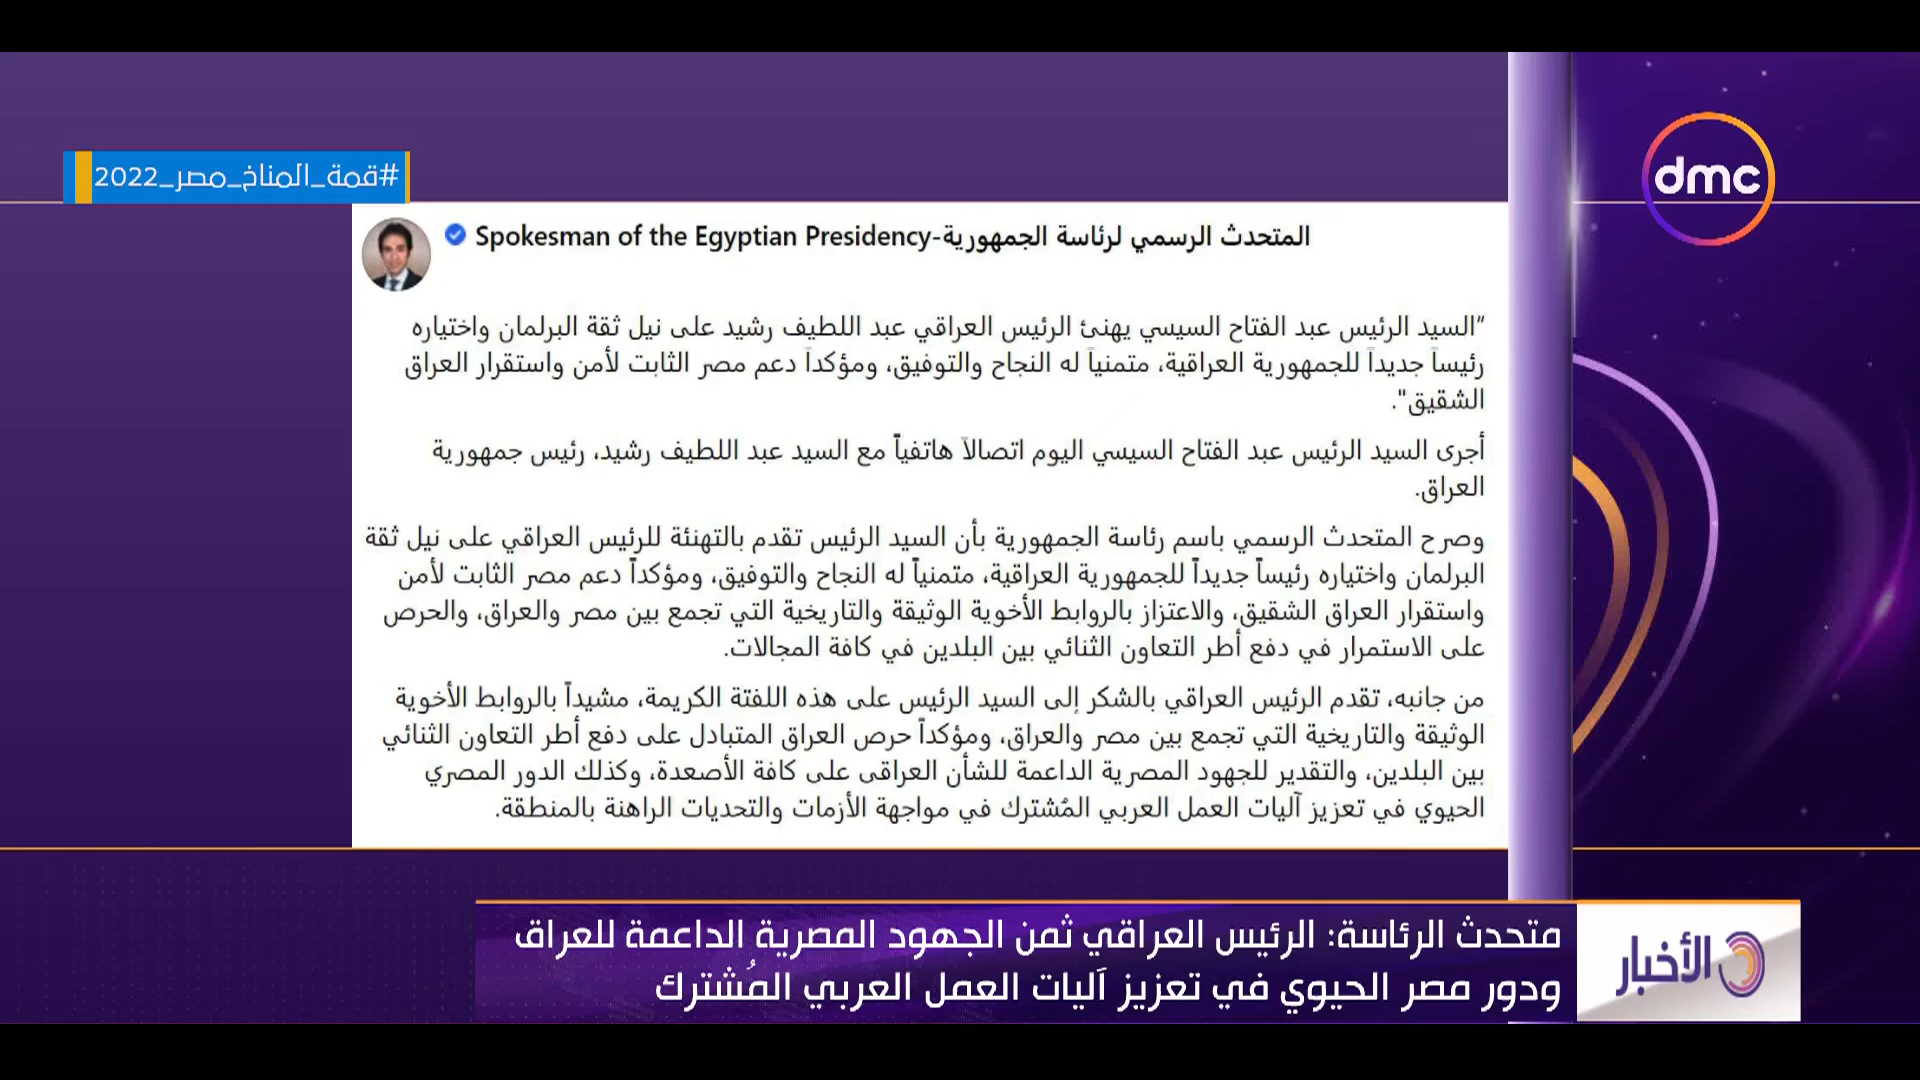 #قمة_المناخ_مصر_2022
dmc
المتحدث الرسمي لرئاسة الجمهورية-Spokesman of the Egyptian Presidency
“السيد الرئيس عبد الفتاح السيسي يهنئ الرئيس العراقي عبد اللطيف رشيد على نيل ثقة البرلمان واختياره
رئيساً جديداً للجمهورية العراقية، متمنياً له النجاح والتوفيق، ومؤكداً دعم مصر الثابت لأمن واستقرار العراق
الشقيق".
أجرى السيد الرئيس عبد الفتاح السيسي اليوم اتصالاً هاتفياً مع السيد عبد اللطيف رشيد، رئيس جمهورية
العراق.
وصرح المتحدث الرسمي باسم رئاسة الجمهورية بأن السيد الرئيس تقدم بالتهنئة للرئيس العراقي على نيل ثقة
البرلمان واختياره رئيساً جديداً للجمهورية العراقية، متمنياً له النجاح والتوفيق، ومؤكداً دعم مصر الثابت لأمن
واستقرار العراق الشقيق، والاعتزاز بالروابط الأخوية الوثيقة والتاريخية التي تجمع بين مصر والعراق، والحرص
على الاستمرار في دفع أطر التعاون الثنائي بين البلدين في كافة المجالات.
من جانبه، تقدم الرئيس العراقي بالشكر إلى السيد الرئيس على هذه اللفتة الكريمة، مشيداً بالروابط الأخوية
الوثيقة والتاريخية التي تجمع بين مصر والعراق، ومؤكداً حرص العراق المتبادل على دفع أطر التعاون الثنائي
بين البلدين، والتقدير للجهود المصرية الداعمة للشأن العراقى على كافة الأصعدة، وكذلك الدور المصري
الحيوي في تعزيز آليات العمل العربي المُشترك في مواجهة الأزمات والتحديات الراهنة بالمنطقة.
متحدث الرئاسة: الرئيس العراقي ثمن الجهود المصرية الداعمة للعراق
ودور مصر الحيوي في تعزيز آليات العمل العربي المُشترك
الأخبار